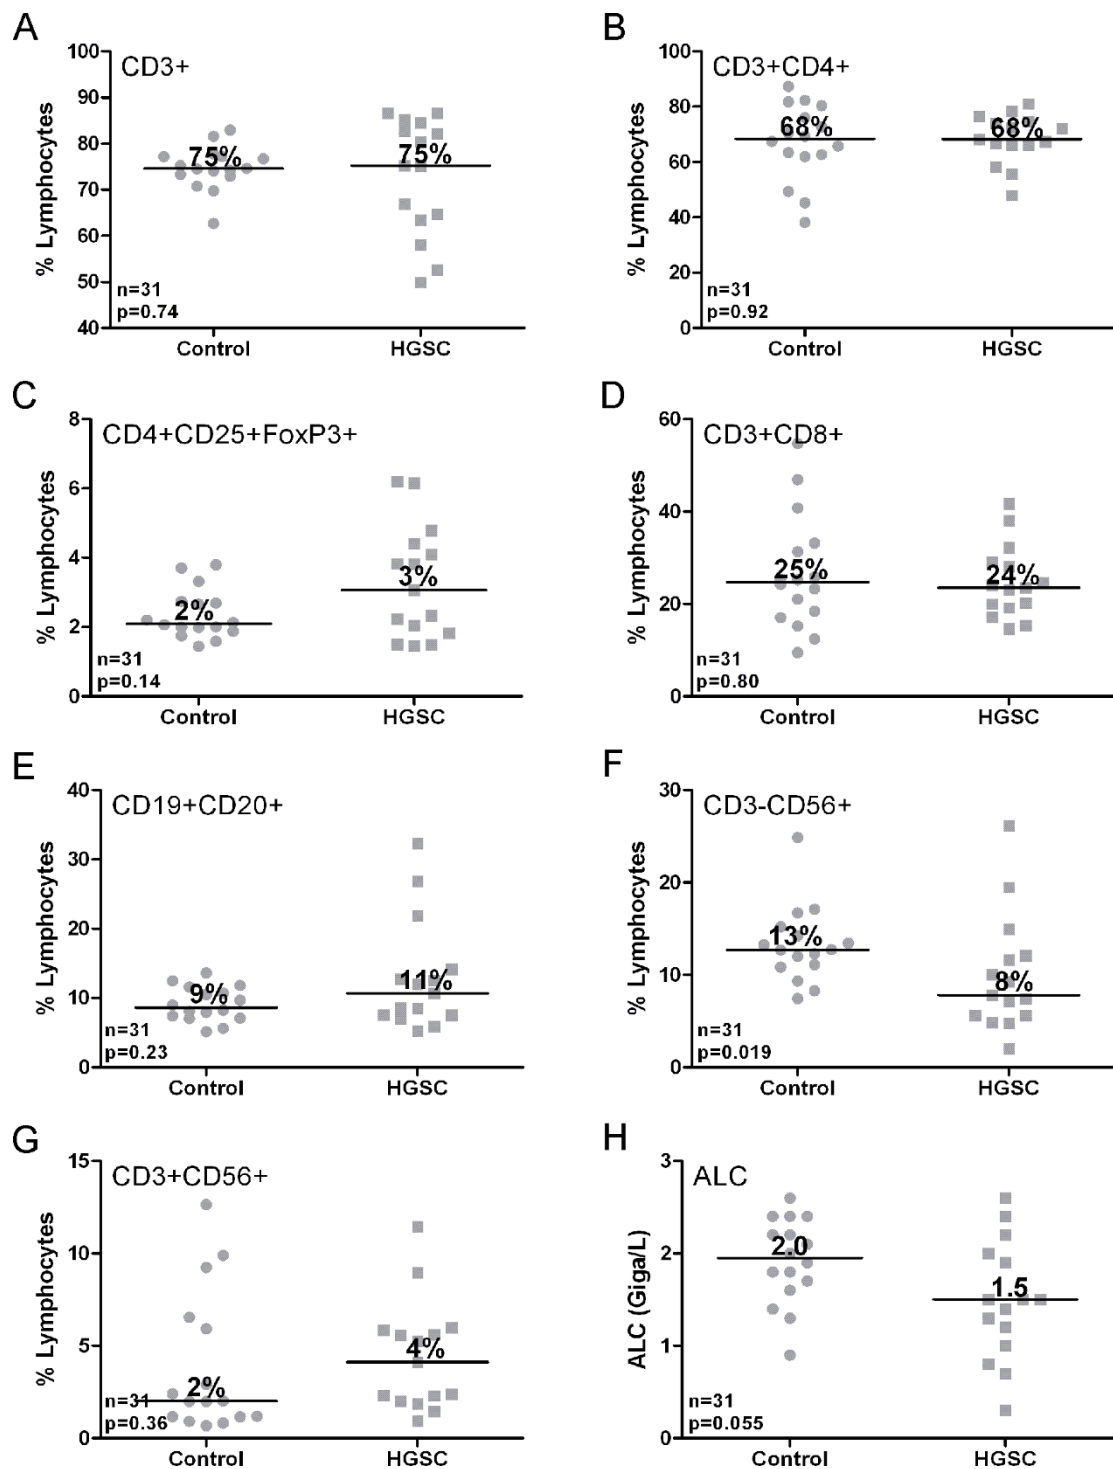 A
CD3+
100
90
80
70
60
50
40
% Lymphocytes
75%
75%
n=31
p=0.74
Control HGSC
B
CD3+CD4+
100
80
60
40
20
0
% Lymphocytes
68%
68%
n=31
p=0.92
Control HGSC
C
CD4+CD25+FoxP3+
8
6
4
2
0
% Lymphocytes
2%
3%
n=31
p=0.14
Control HGSC
D
CD3+CD8+
60
40
20
0
% Lymphocytes
25%
24%
n=31
p=0.80
Control HGSC
E
CD19+CD20+
40
30
20
10
0
% Lymphocytes
9%
11%
n=31
p=0.23
Control HGSC
F
CD3-CD56+
30
20
10
0
% Lymphocytes
13%
8%
n=31
p=0.019
Control HGSC
G
CD3+CD56+
15
10
5
0
% Lymphocytes
2%
4%
n=31
p=0.36
Control HGSC
H
ALC
3
2
1
0
ALC (Giga/L)
2.0
1.5
n=31
p=0.055
Control HGSC